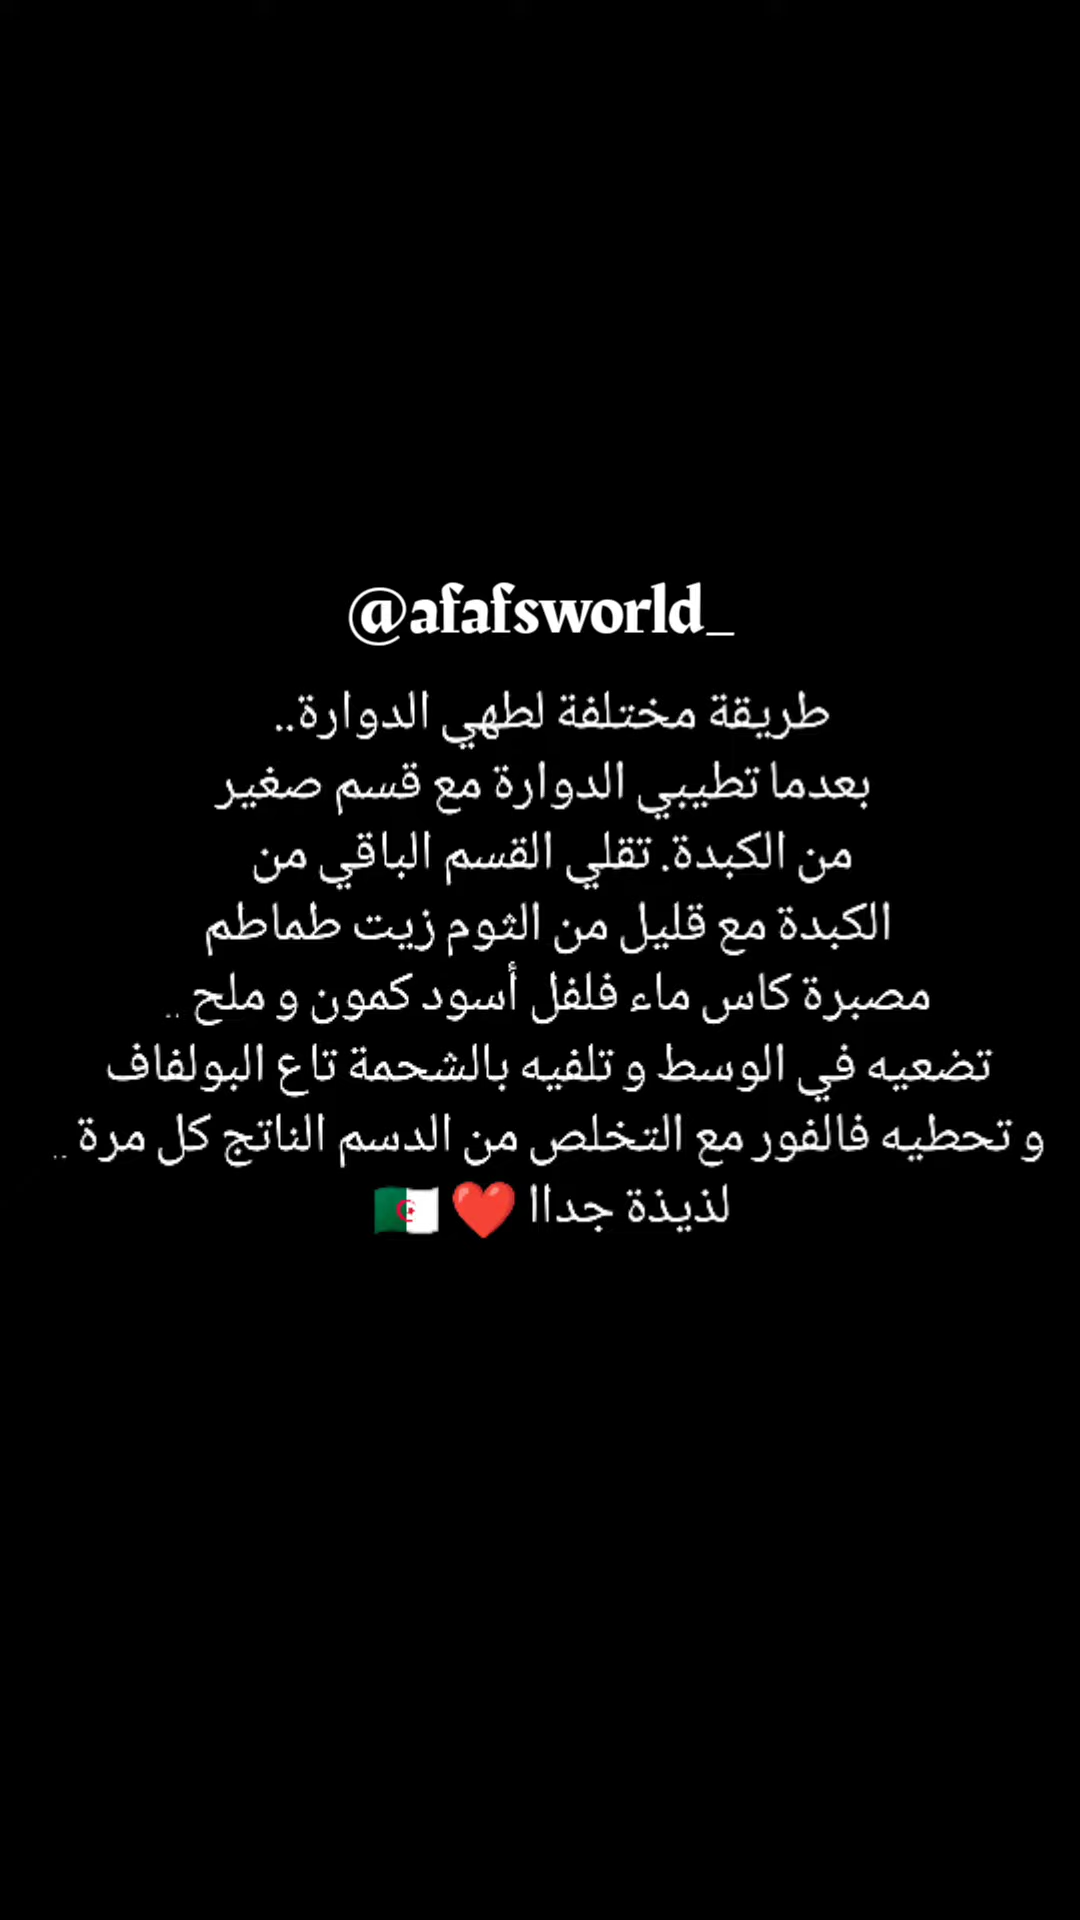 @afafsworld_
طريقة مختلفة لطهي الدوارة..
بعدما تطيبي الدوارة مع قسم صغير
من الكبدة. تقلي القسم الباقي من
الكبدة مع قليل من الثوم زيت طماطم
مصبرة كاس ماء فلفل أسود كمون و ملح ..
تضعيه في الوسط و تلفيه بالشحمة تاع البولفاف
و تحطيه فالفور مع التخلص من الدسم الناتج كل مرة ..
لذيذة جداا ❤️ 🇩🇿